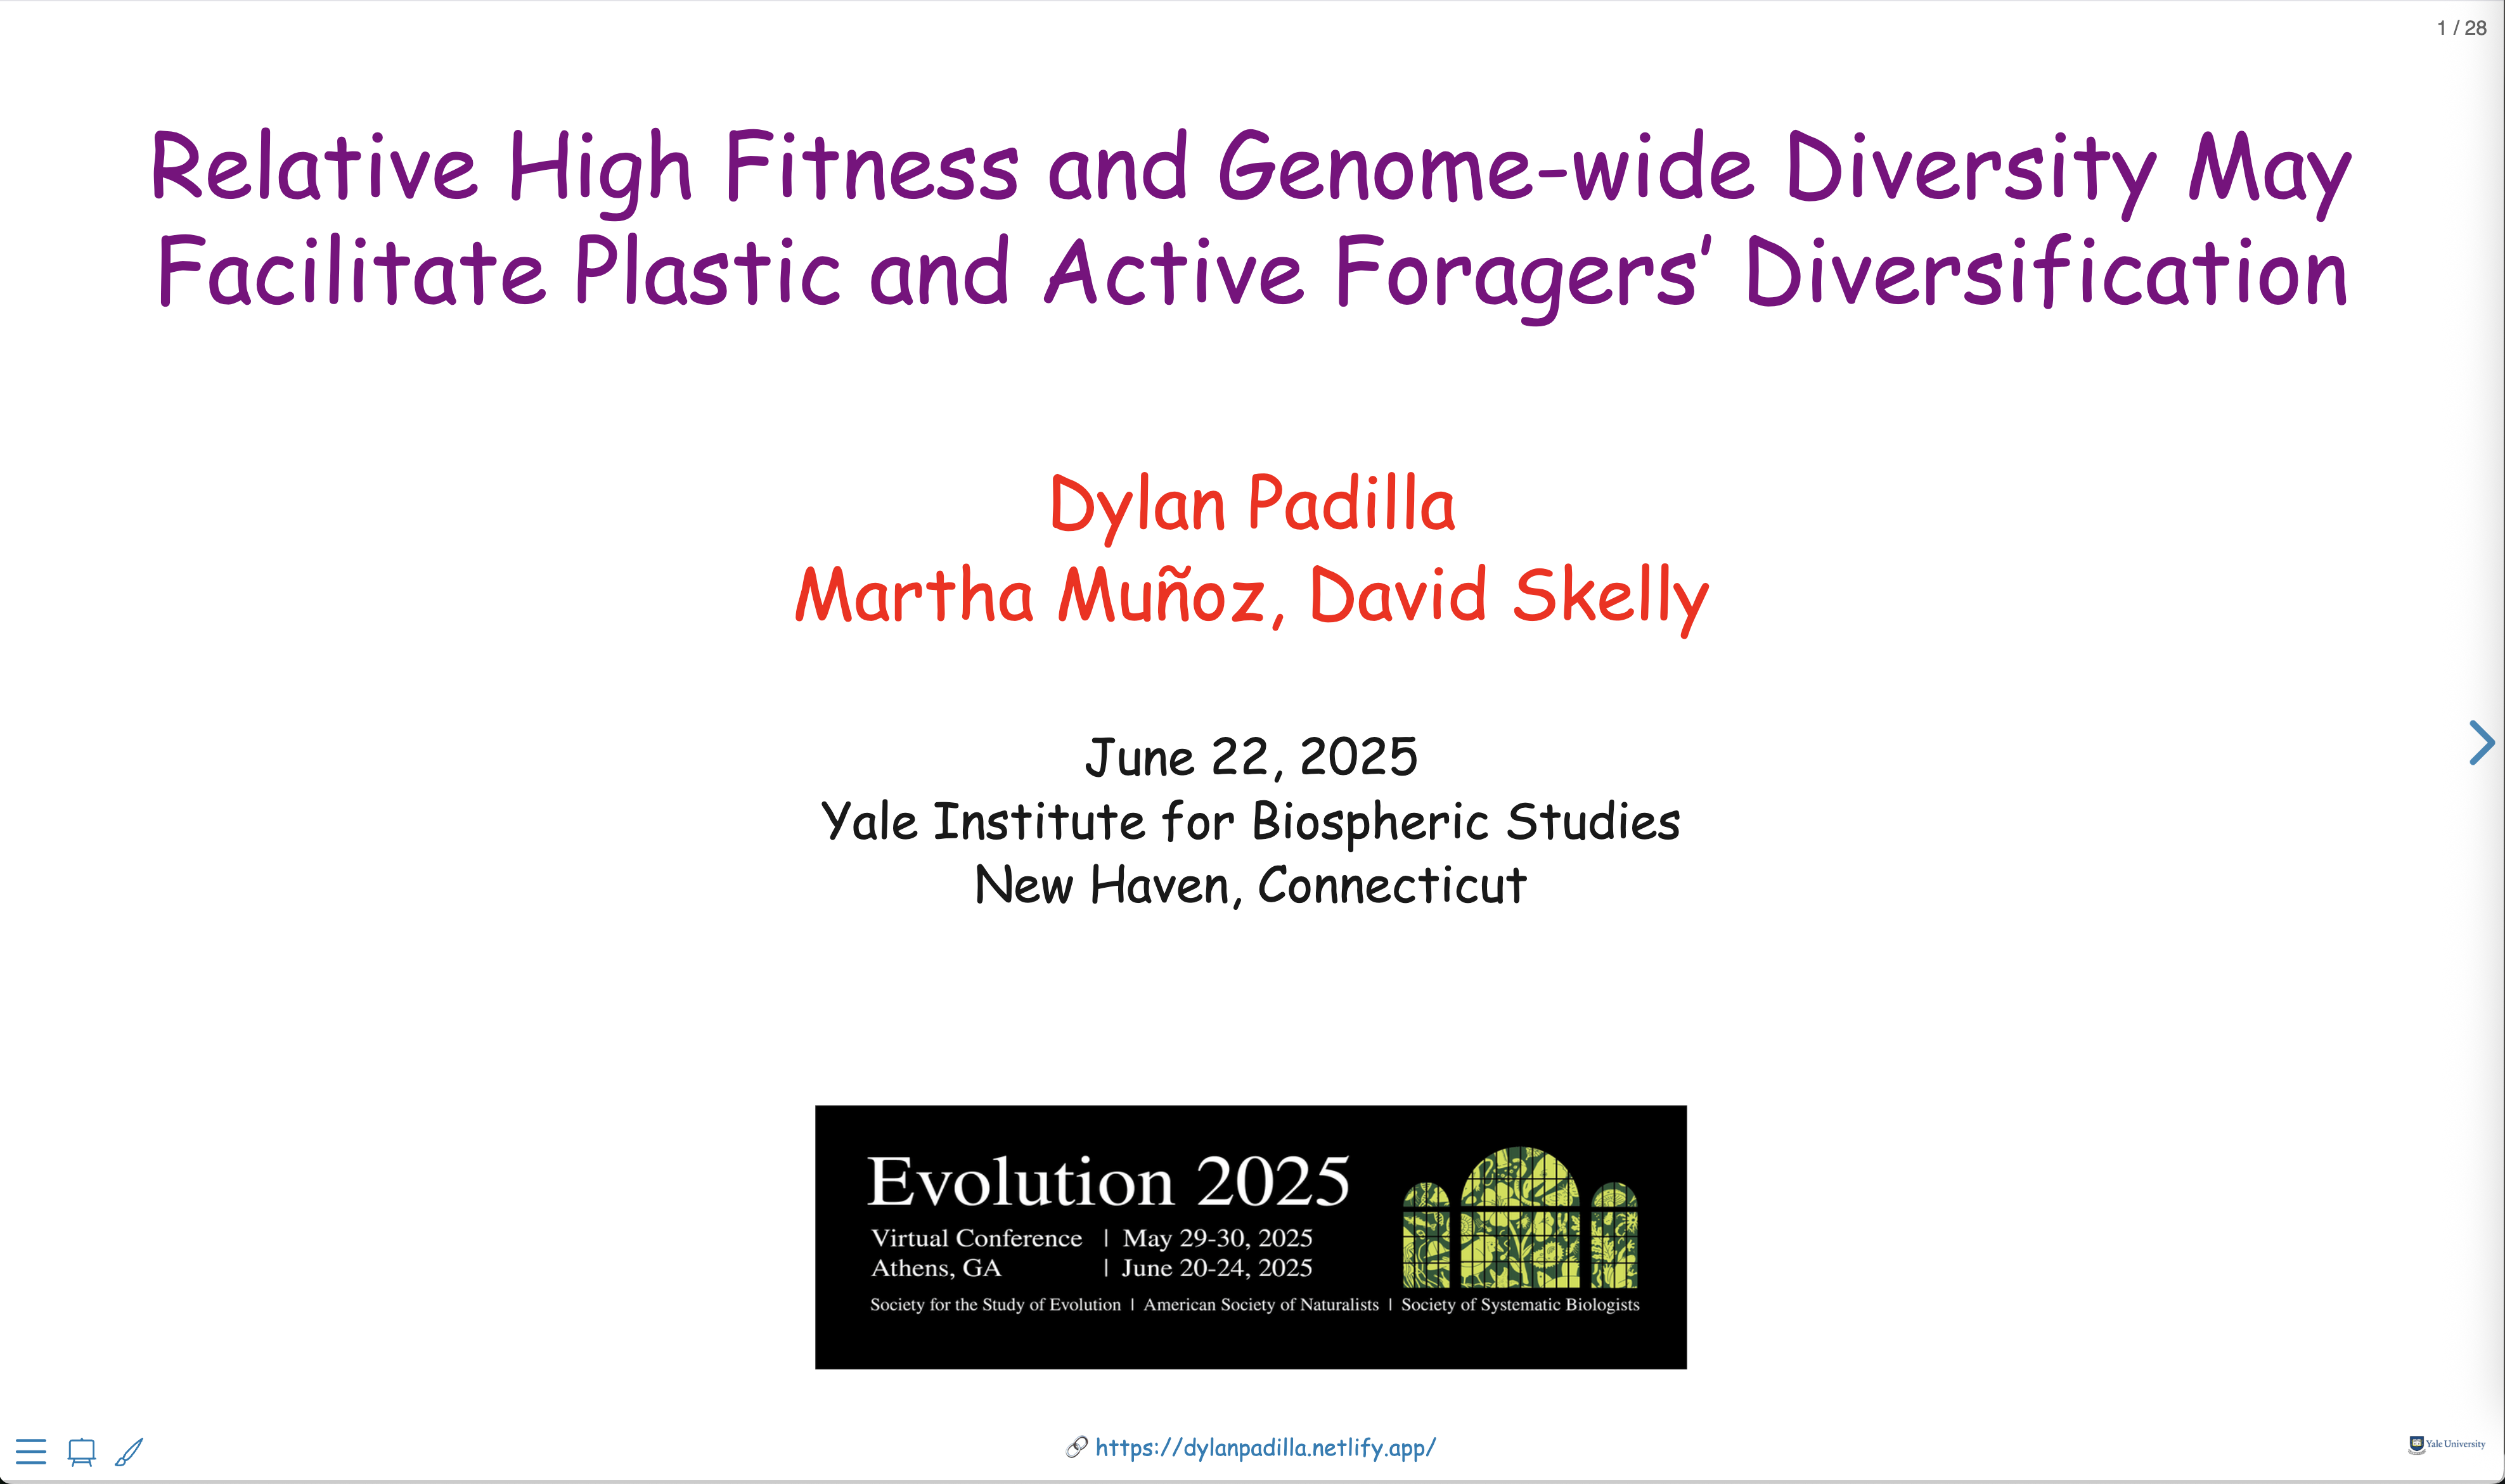 1 / 28
Relative High Fitness and Genome-wide Diversity May
Facilitate Plastic and Active Foragers' Diversification
Dylan Padilla
Martha Muñoz, David Skelly
June 22, 2025
Yale Institute for Biospheric Studies
New Haven, Connecticut
Evolution 2025
Virtual Conference | May 29-30, 2025
Athens, GA | June 20-24, 2025
Society for the Study of Evolution | American Society of Naturalists | Society of Systematic Biologists
https://dylanpadilla.netlify.app/
Yale University